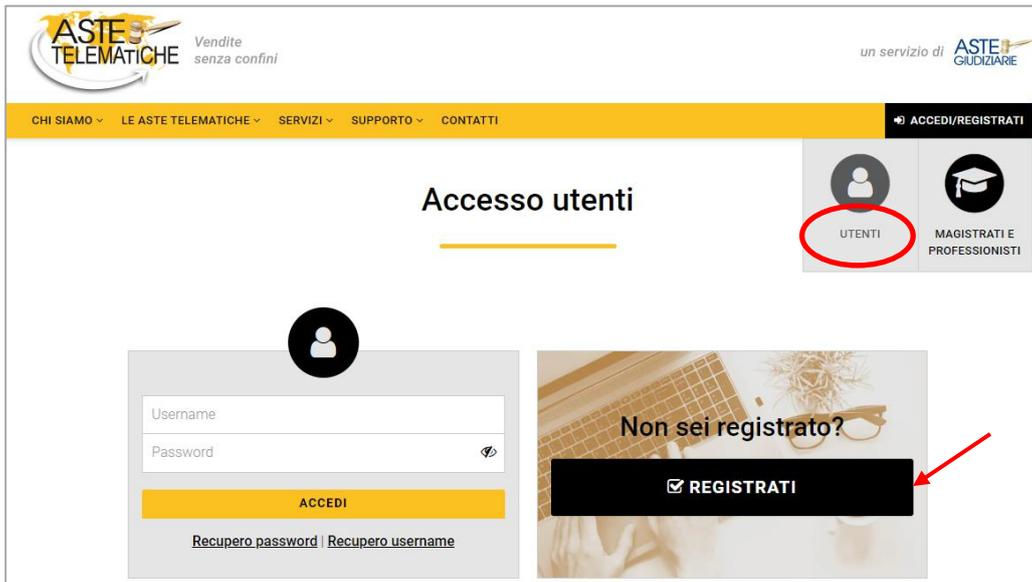 ASTE
TELEMATICHE
Vendite
senza confini
un servizio di
ASTE
GIUDIZIARIE
CHI SIAMO LE ASTE TELEMATICHE SERVIZI SUPPORTO CONTATTI ACCEDI/REGISTRATI
UTENTI
MAGISTRATI E
PROFESSIONISTI
Accesso utenti
Username
Password
ACCEDI
Recupero password | Recupero username
Non sei registrato?
REGISTRATI